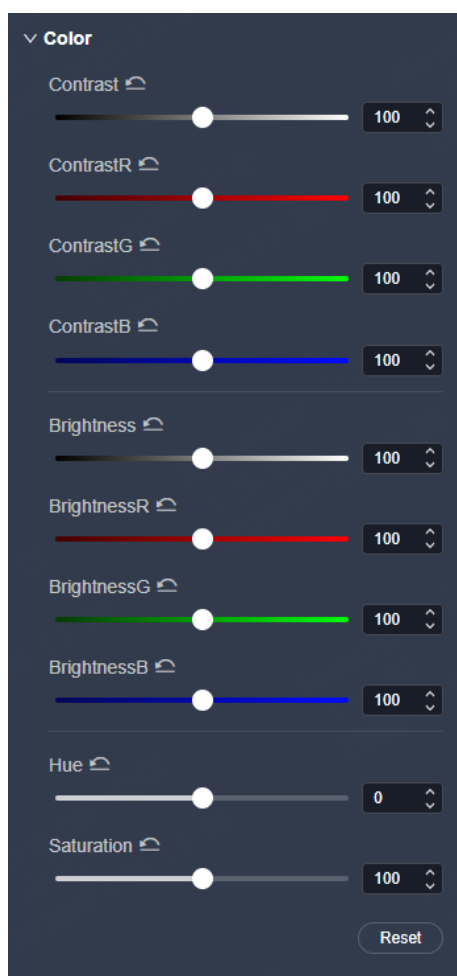 Color
Contrast
100
ContrastR
100
ContrastG
100
ContrastB
100
Brightness
100
BrightnessR
100
BrightnessG
100
BrightnessB
100
Hue
0
Saturation
100
Reset